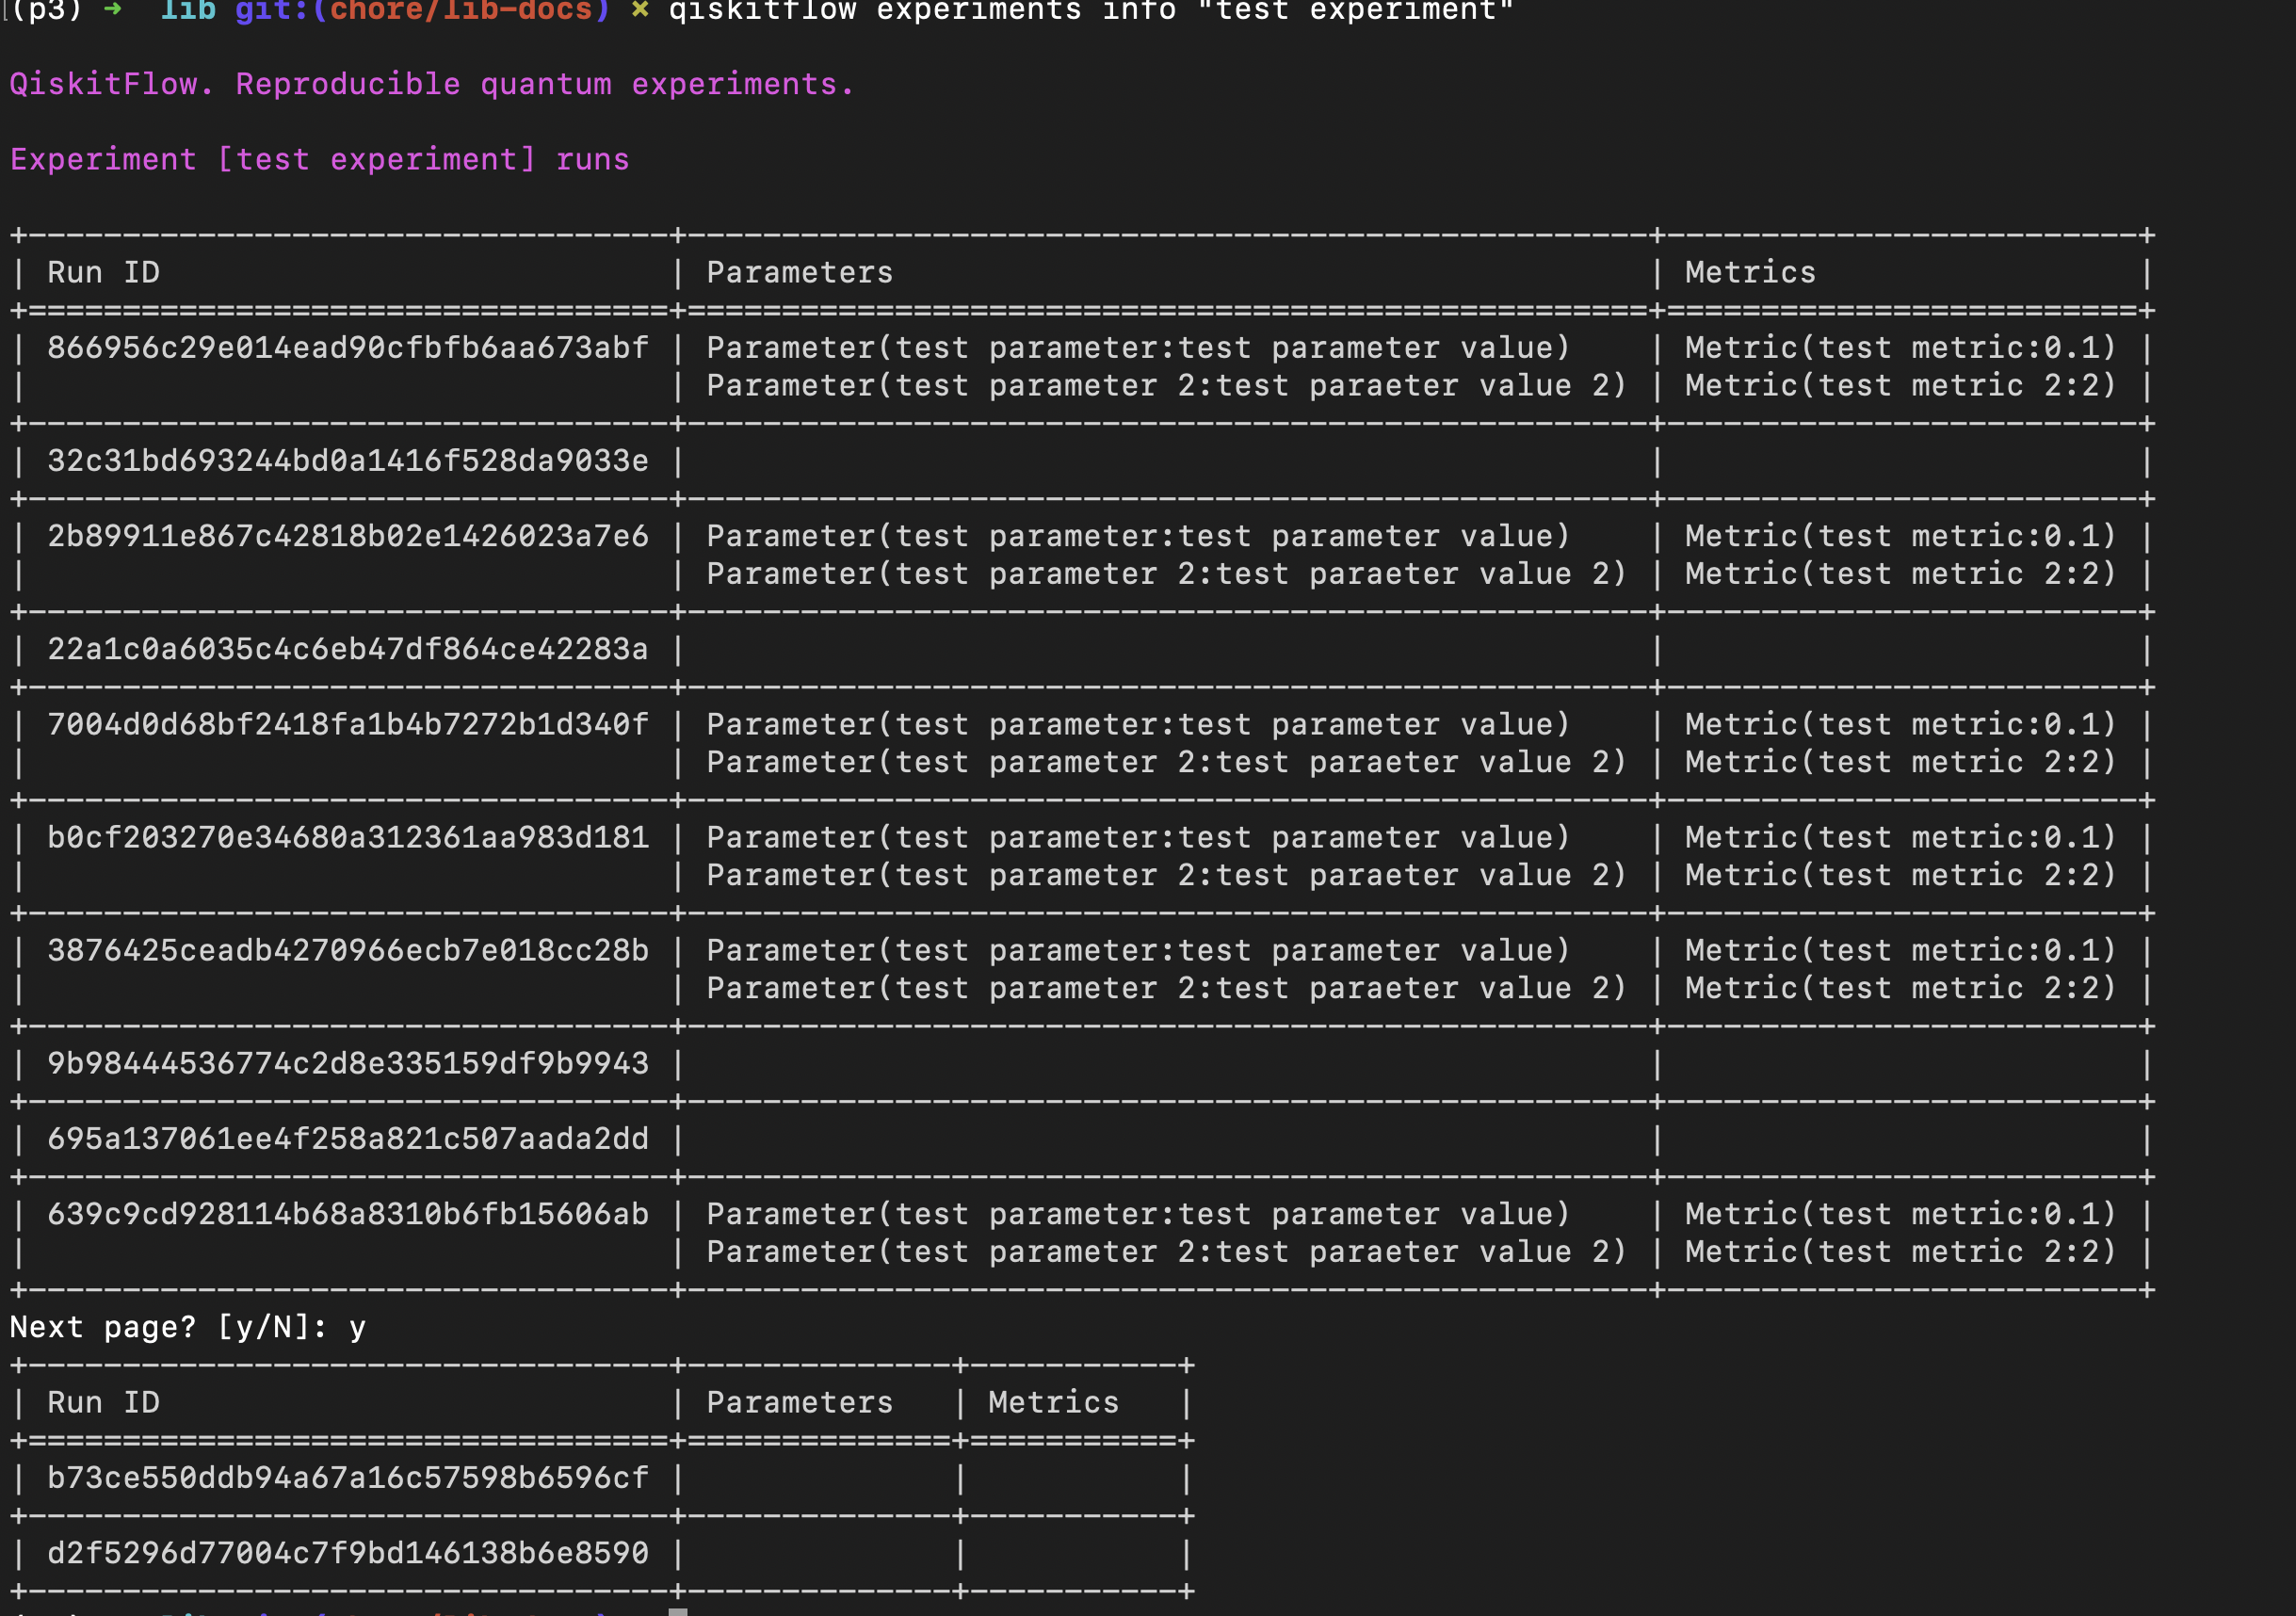 (p3) ➜  lib git:(chore/lib-docs) × qiskitflow experiments info "test experiment"
QiskitFlow. Reproducible quantum experiments.
Experiment [test experiment] runs
+----------------------------------+---------------------------------------------------+-------------------------+
| Run ID                           | Parameters                                        | Metrics                 |
+==================================+===================================================+=========================+
| 866956c29e014ead90cfbfb6aa673abf | Parameter(test parameter:test parameter value)    | Metric(test metric:0.1) |
|                                  | Parameter(test parameter 2:test paraeter value 2) | Metric(test metric 2:2) |
+----------------------------------+---------------------------------------------------+-------------------------+
| 32c31bd693244bd0a1416f528da9033e |                                                   |                         |
+----------------------------------+---------------------------------------------------+-------------------------+
| 2b89911e867c42818b02e1426023a7e6 | Parameter(test parameter:test parameter value)    | Metric(test metric:0.1) |
|                                  | Parameter(test parameter 2:test paraeter value 2) | Metric(test metric 2:2) |
+----------------------------------+---------------------------------------------------+-------------------------+
| 22a1c0a6035c4c6eb47df864ce42283a |                                                   |                         |
+----------------------------------+---------------------------------------------------+-------------------------+
| 7004d0d68bf2418fa1b4b7272b1d340f | Parameter(test parameter:test parameter value)    | Metric(test metric:0.1) |
|                                  | Parameter(test parameter 2:test paraeter value 2) | Metric(test metric 2:2) |
+----------------------------------+---------------------------------------------------+-------------------------+
| b0cf203270e34680a312361aa983d181 | Parameter(test parameter:test parameter value)    | Metric(test metric:0.1) |
|                                  | Parameter(test parameter 2:test paraeter value 2) | Metric(test metric 2:2) |
+----------------------------------+---------------------------------------------------+-------------------------+
| 3876425ceadb4270966ecb7e018cc28b | Parameter(test parameter:test parameter value)    | Metric(test metric:0.1) |
|                                  | Parameter(test parameter 2:test paraeter value 2) | Metric(test metric 2:2) |
+----------------------------------+---------------------------------------------------+-------------------------+
| 9b98444536774c2d8e335159df9b9943 |                                                   |                         |
+----------------------------------+---------------------------------------------------+-------------------------+
| 695a137061ee4f258a821c507aada2dd |                                                   |                         |
+----------------------------------+---------------------------------------------------+-------------------------+
| 639c9cd928114b68a8310b6fb15606ab | Parameter(test parameter:test parameter value)    | Metric(test metric:0.1) |
|                                  | Parameter(test parameter 2:test paraeter value 2) | Metric(test metric 2:2) |
+----------------------------------+---------------------------------------------------+-------------------------+
Next page? [y/N]: y
+----------------------------------+--------------+-----------+
| Run ID                           | Parameters   | Metrics   |
+==================================+==============+===========+
| b73ce550ddb94a67a16c57598b6596cf |              |           |
+----------------------------------+--------------+-----------+
| d2f5296d77004c7f9bd146138b6e8590 |              |           |
+----------------------------------+--------------+-----------+